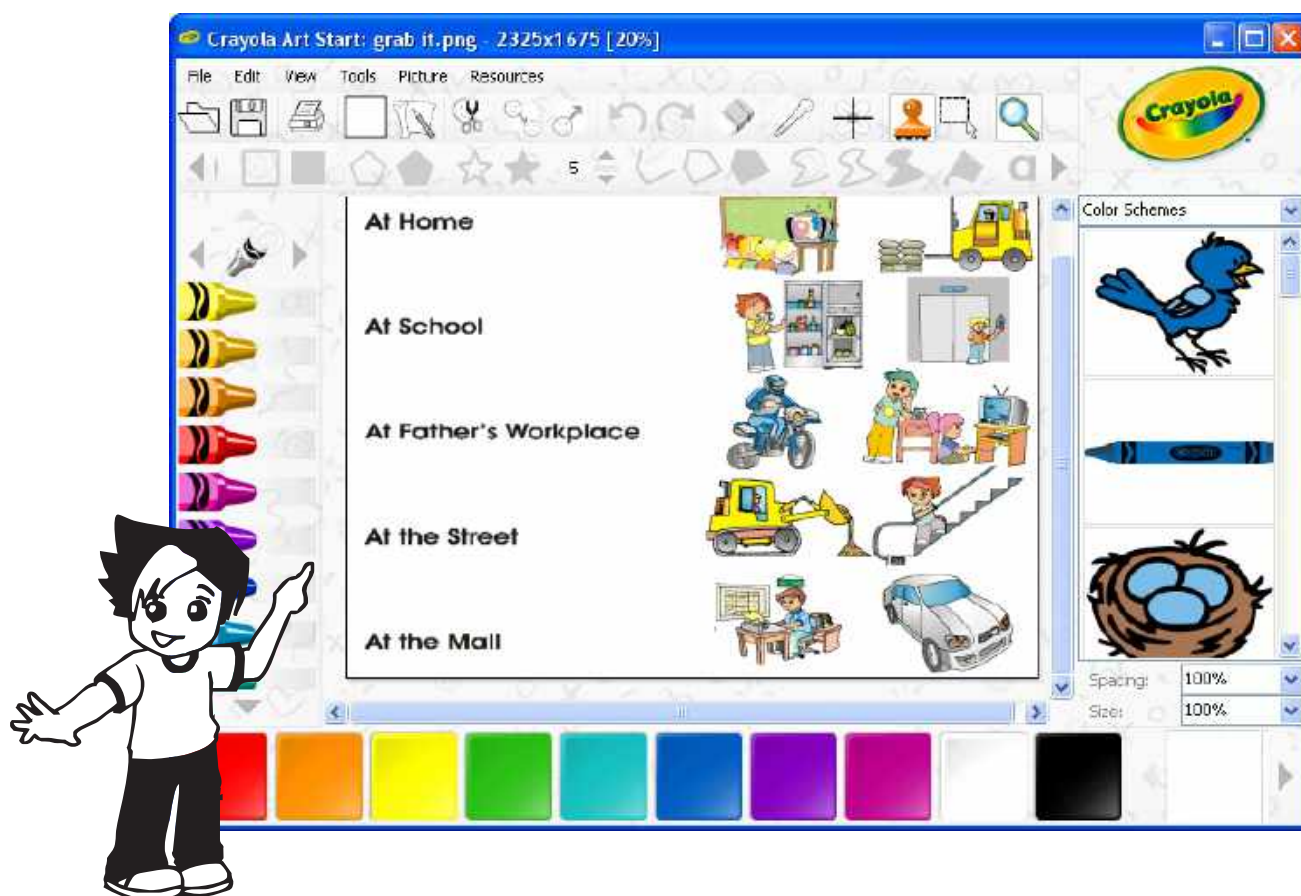 Crayola Art Start: grab it.png - 2325x1675 [20%]
File Edit View Tools Picture Resources
Crayola
5
a
Color Schemes
At Home
At School
At Father's Workplace
At the Street
At the Mall
Spacing: 100%
Size: 100%